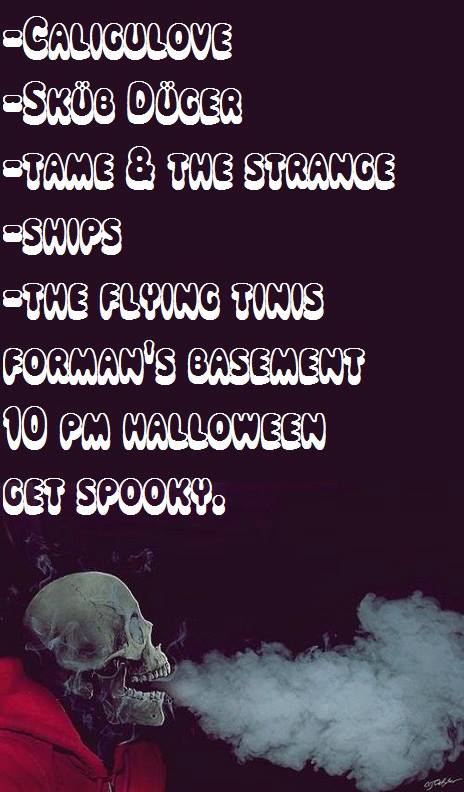 -Caligulove
-Sküb Düger
-tame & the strange
-ships
-the flying tinis
forman's basement
10 pm halloween
get spooky.